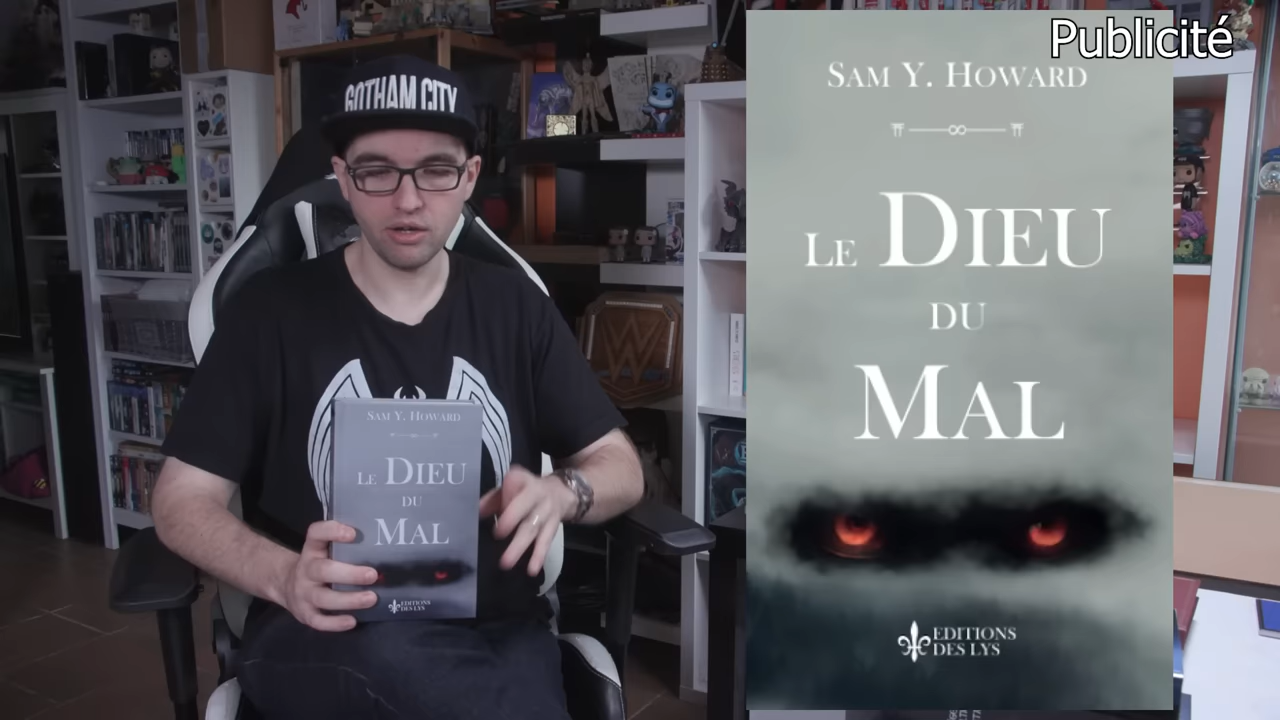 Publicité
GOTHAM CITY
SAM Y. HOWARD
LE DIEU
DU
MAL
EDITIONS
DES LYS
SAM Y. HOWARD
LE DIEU
DU
MAL
EDITIONS
DES LYS